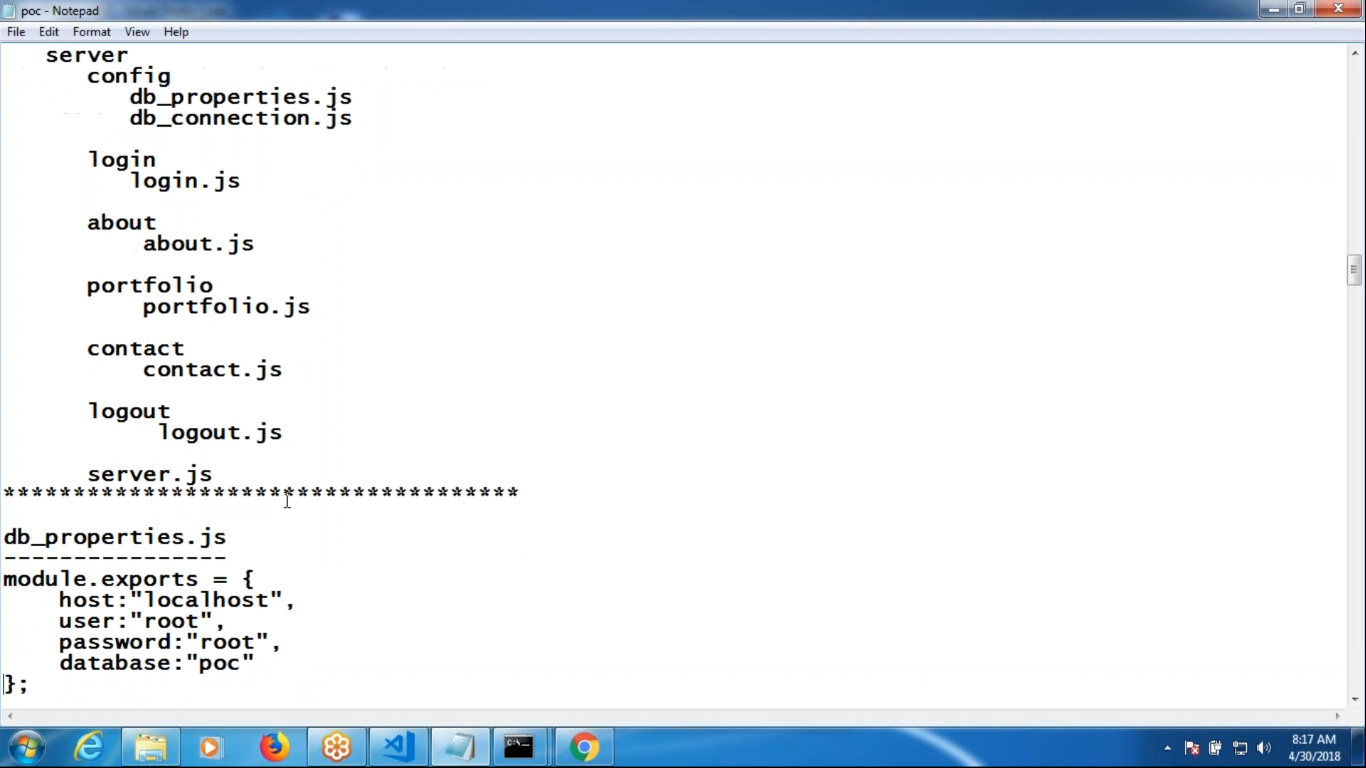 poc - Notepad
File Edit Format View Help
server
config
db_properties.js
db_connection.js
login
login.js
about
about.js
portfolio
portfolio.js
contact
contact.js
logout
logout.js
server.js
*************************************
db_properties.js
----------------
module.exports = {
host:"localhost",
user:"root",
password:"root",
database:"poc"
};
8:17 AM
4/30/2018